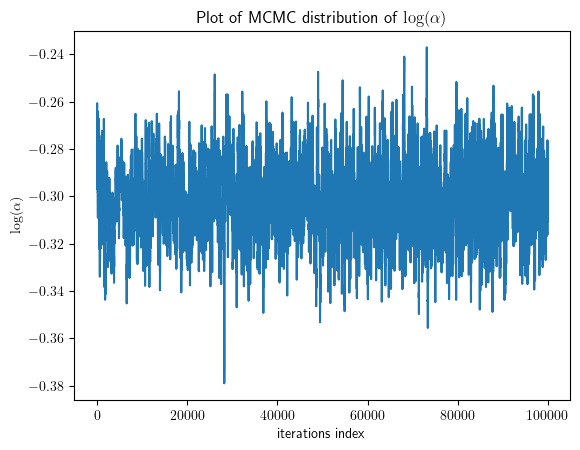 Plot of MCMC distribution of log(α)
−0.24
−0.26
−0.28
−0.30
−0.32
−0.34
−0.36
−0.38
log(α)
0 20000 40000 60000 80000 100000
iterations index